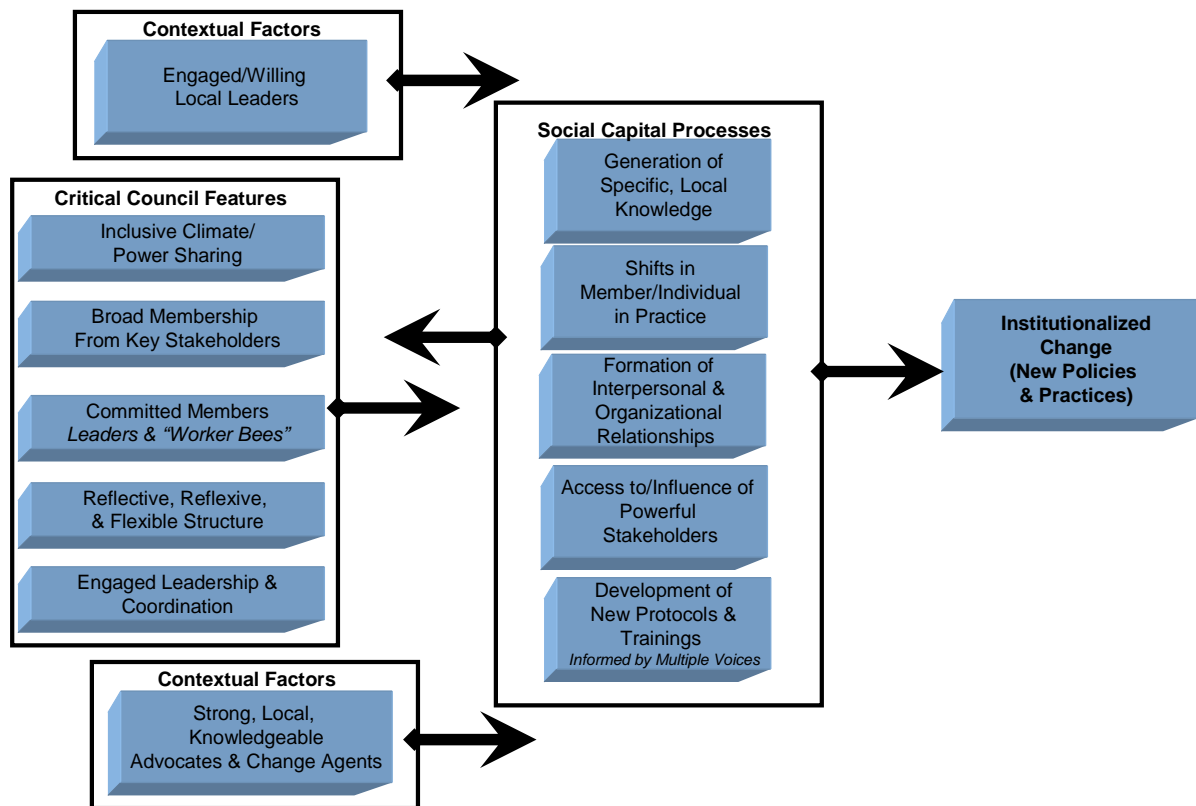 Contextual Factors
Engaged/Willing
Local Leaders
Critical Council Features
Inclusive Climate/
Power Sharing
Broad Membership
From Key Stakeholders
Committed Members
Leaders & “Worker Bees”
Reflective, Reflexive,
& Flexible Structure
Engaged Leadership &
Coordination
Contextual Factors
Strong, Local,
Knowledgeable
Advocates & Change Agents
Social Capital Processes
Generation of
Specific, Local
Knowledge
Shifts in
Member/Individual
in Practice
Formation of
Interpersonal &
Organizational
Relationships
Access to/Influence of
Powerful
Stakeholders
Development of
New Protocols &
Trainings
Informed by Multiple Voices
Institutionalized
Change
(New Policies
& Practices)